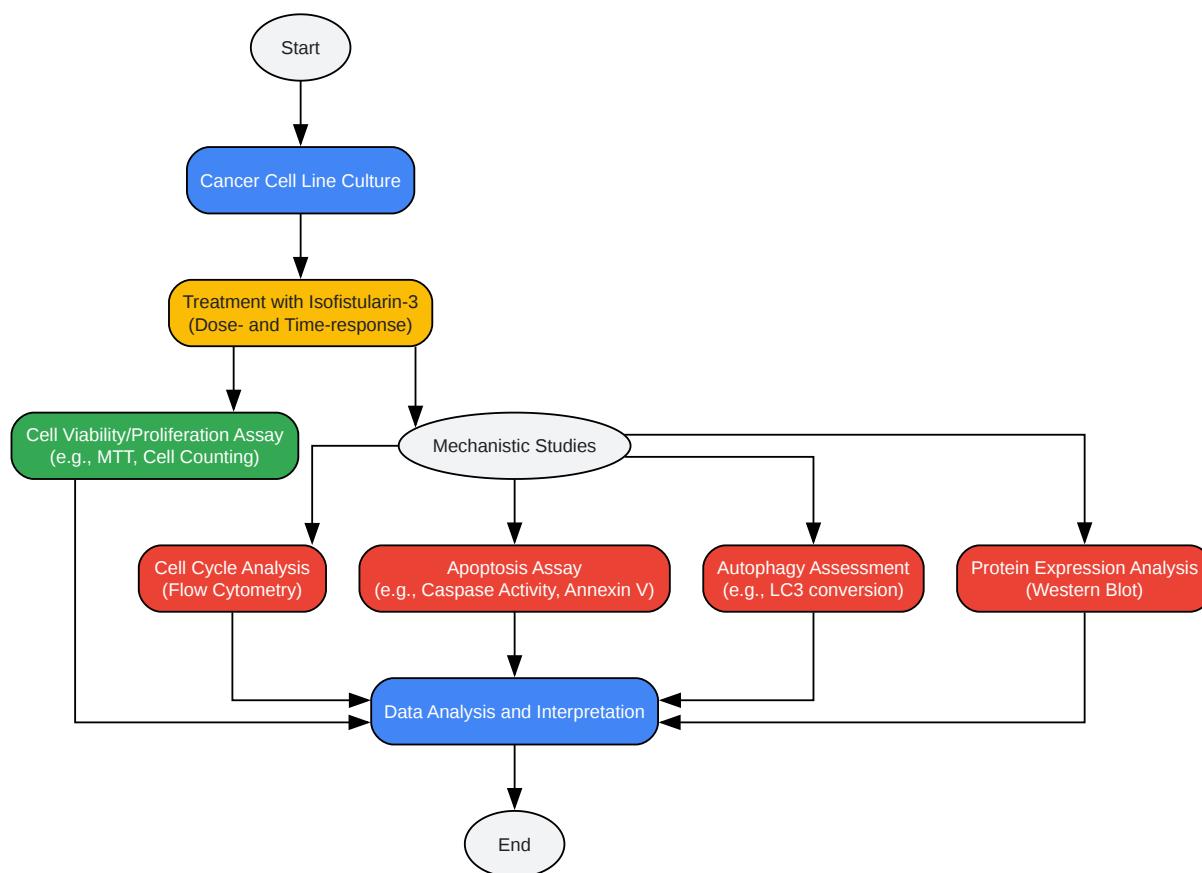 Start
Cancer Cell Line Culture
Treatment with Isofistularin-3
(Dose- and Time-response)
Cell Viability/Proliferation Assay
(e.g., MTT, Cell Counting)
Mechanistic Studies
Cell Cycle Analysis
(Flow Cytometry)
Apoptosis Assay
(e.g., Caspase Activity, Annexin V)
Autophagy Assessment
(e.g., LC3 conversion)
Protein Expression Analysis
(Western Blot)
Data Analysis and Interpretation
End